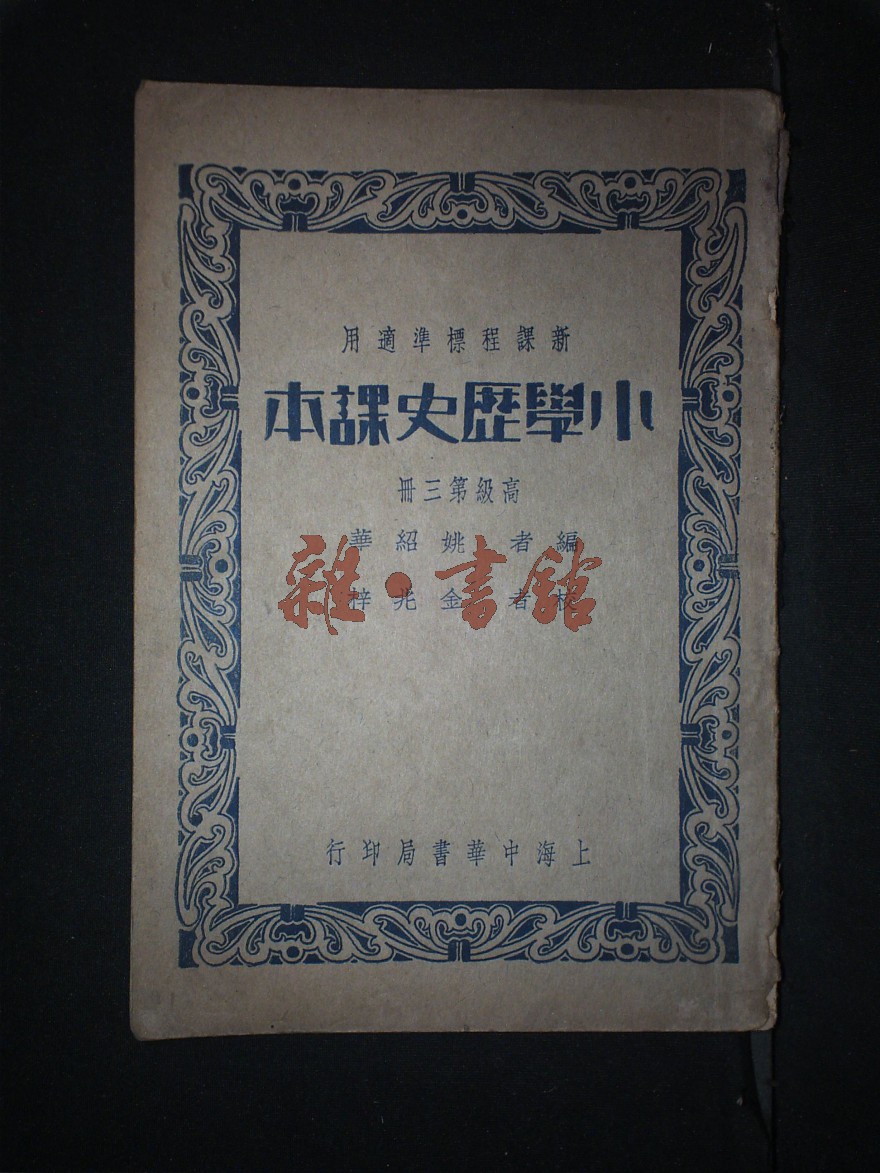 新課程標準適用
小學歷史課本
高級第三冊
編者姚紹華
校者金兆梓
雜·書館
上海中華書局印行